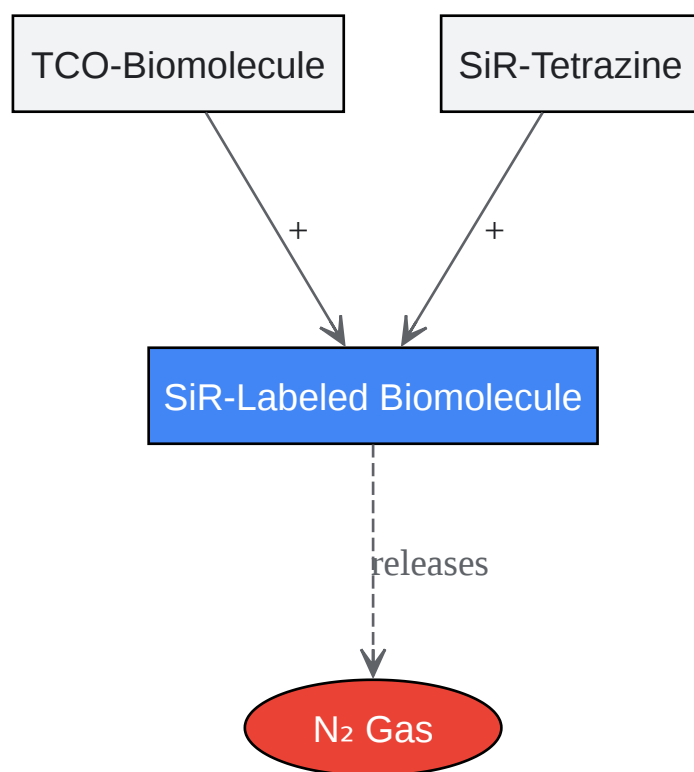 TCO-Biomolecule
SiR-Tetrazine
+
+
SiR-Labeled Biomolecule
releases
N₂ Gas